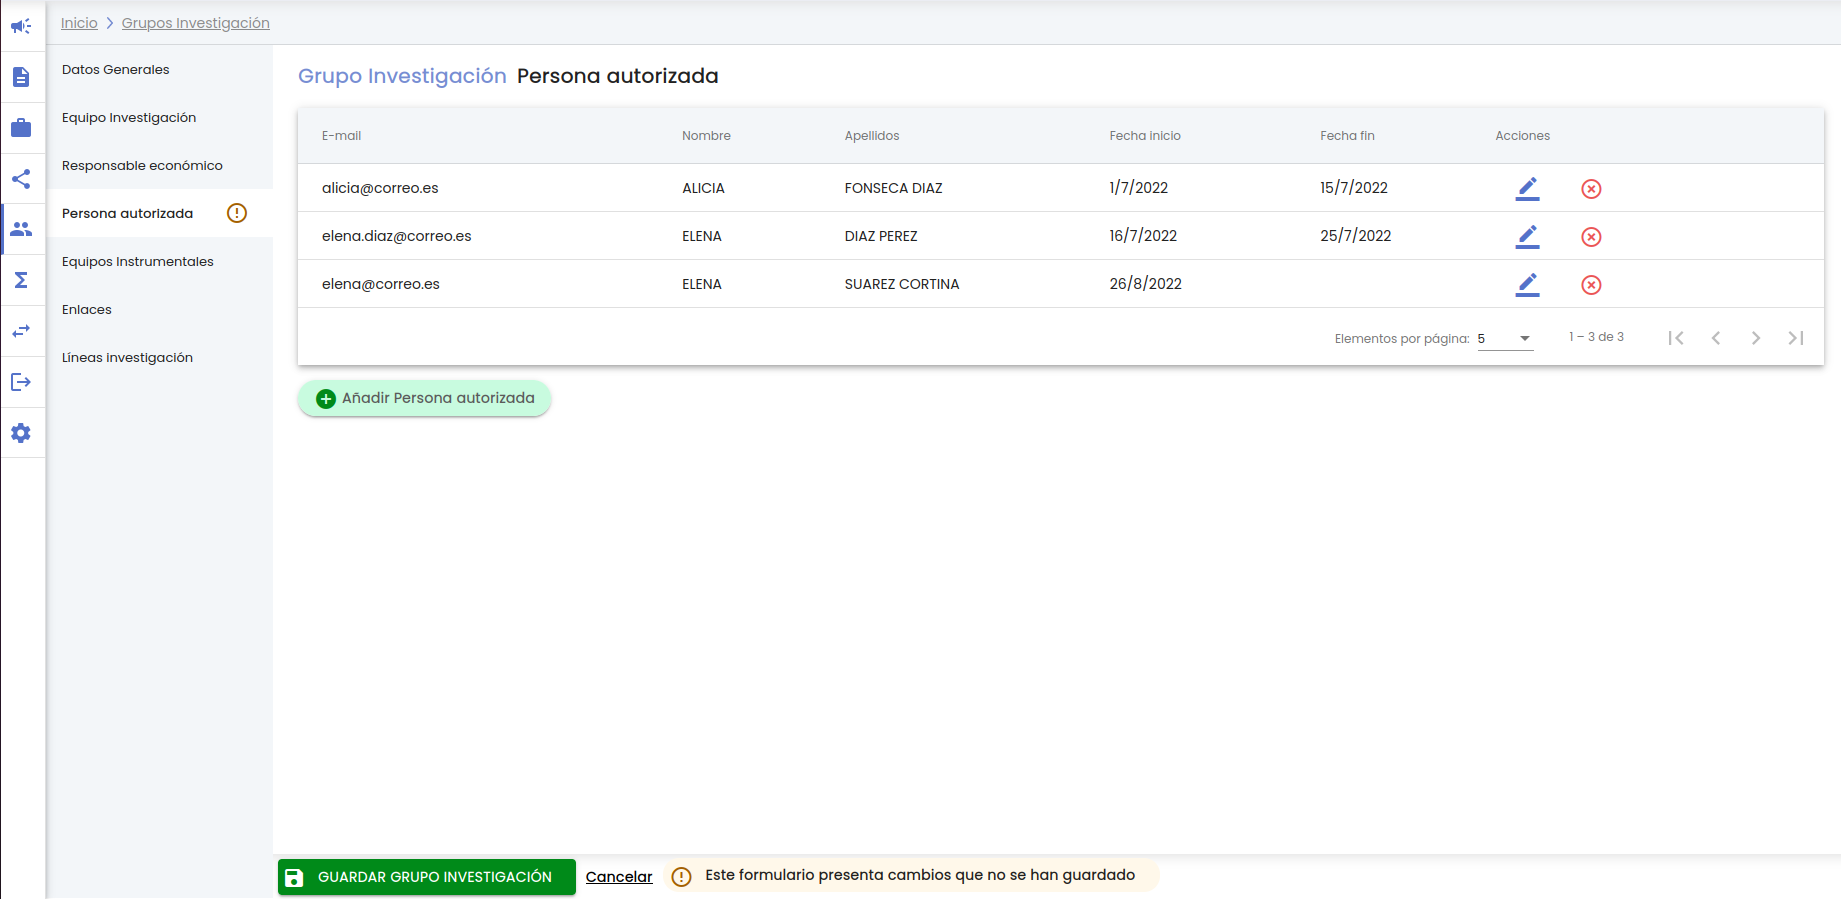 Inicio > Grupos Investigación
Datos Generales
Equipo Investigación
Responsable económico
Persona autorizada
Equipos Instrumentales
Enlaces
Líneas investigación
Grupo Investigación Persona autorizada
E-mail Nombre Apellidos Fecha inicio Fecha fin Acciones
alicia@correo.es ALICIA FONSECA DIAZ 1/7/2022 15/7/2022
elena.diaz@correo.es ELENA DIAZ PEREZ 16/7/2022 25/7/2022
elena@correo.es ELENA SUAREZ CORTINA 26/8/2022
Elementos por página: 5 1 – 3 de 3
Añadir Persona autorizada
GUARDAR GRUPO INVESTIGACIÓN Cancelar Este formulario presenta cambios que no se han guardado